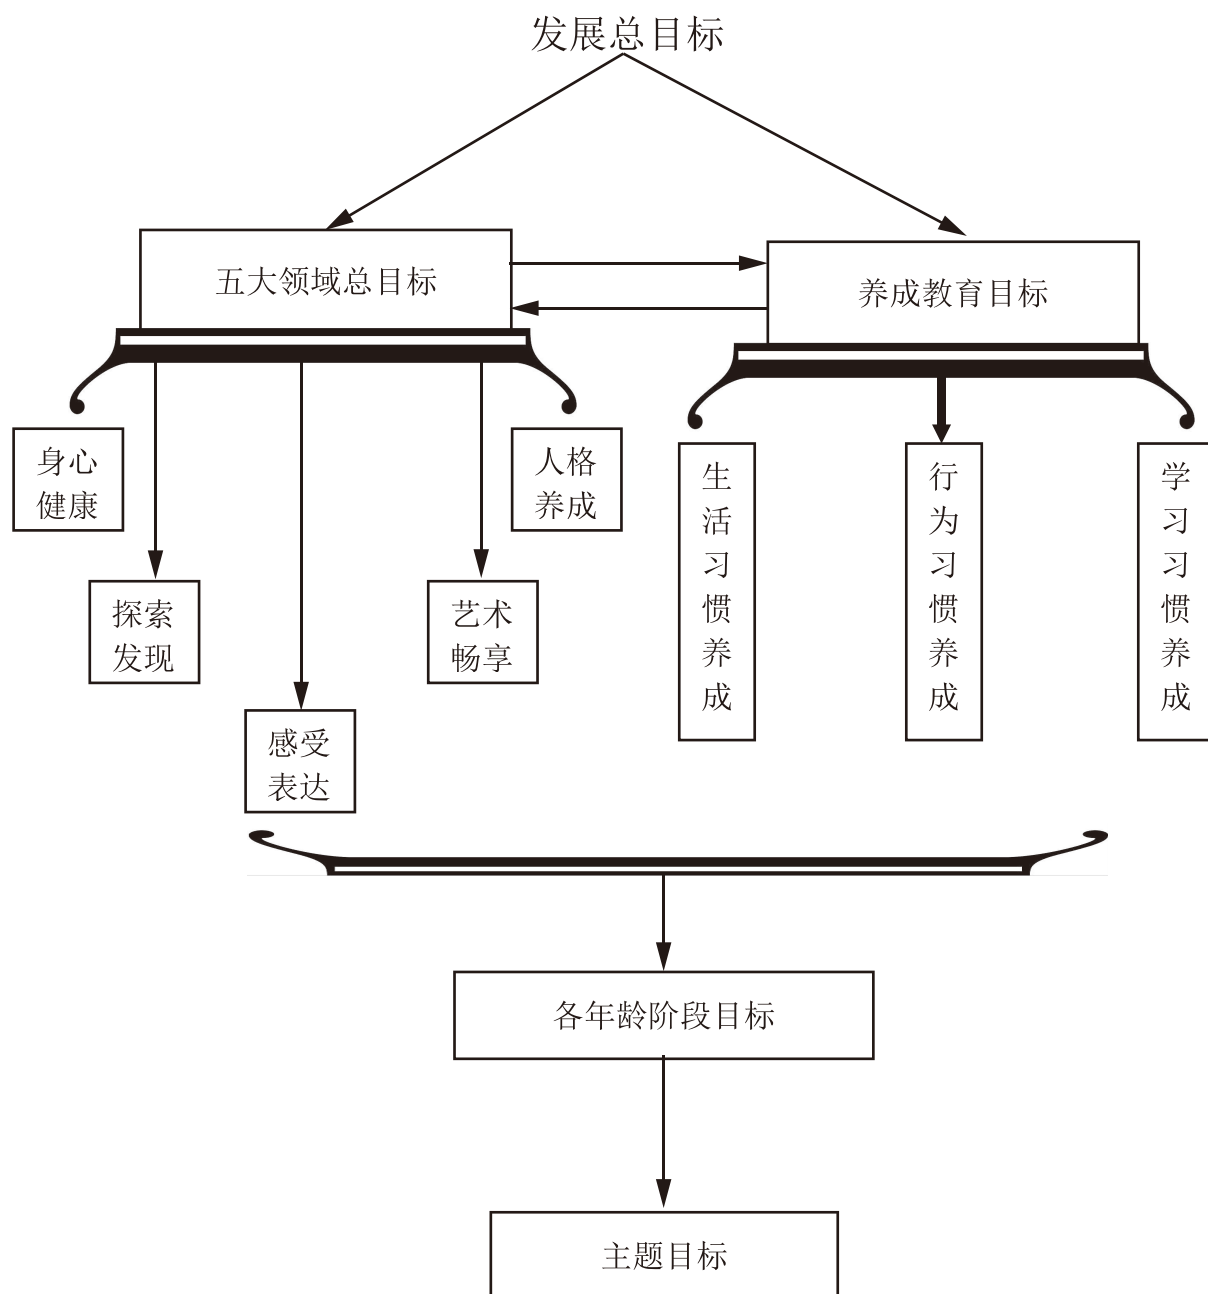 发展总目标
五大领域总目标
养成教育目标
身心
健康
探索
发现
感受
表达
艺术
畅享
人格
养成
生活习惯养成
行为习惯养成
学习习惯养成
各年龄阶段目标
主题目标